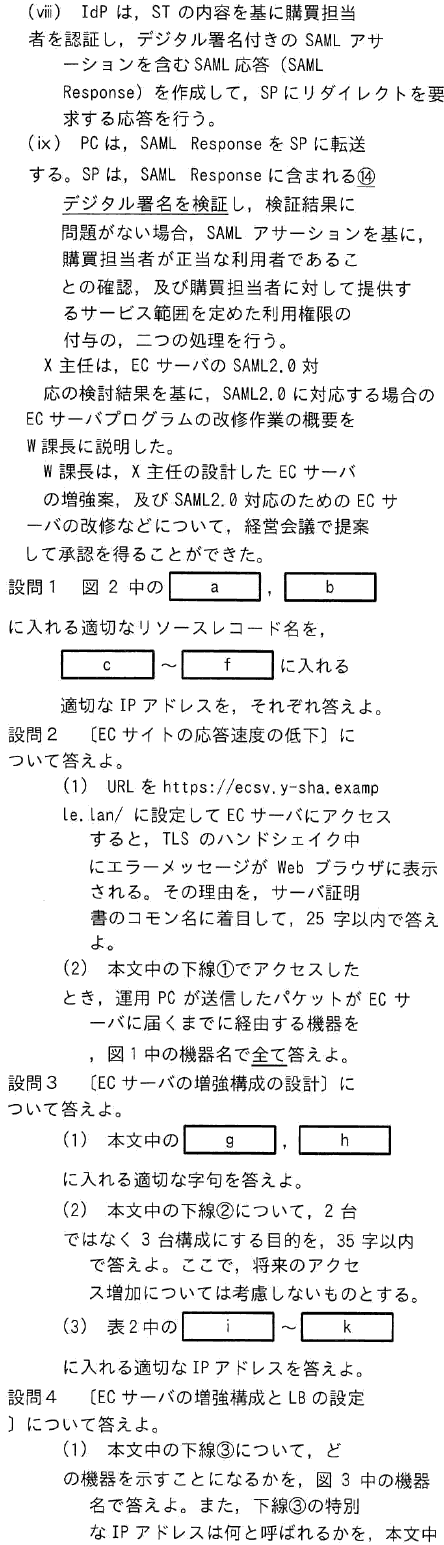 (ⅷ) IdP は，ST の内容を基に購買担当
者を認証し，デジタル署名付きの SAML アサ
ーションを含む SAML 応答（SAML
Response）を作成して，SP にリダイレクトを要
求する応答を行う。
(ⅸ) PC は，SAML Response を SP に転送
する。SP は，SAML Response に含まれる⑭
デジタル署名を検証し，検証結果に
問題がない場合，SAML アサーションを基に，
購買担当者が正当な利用者であるこ
との確認，及び購買担当者に対して提供す
るサービス範囲を定めた利用権限の
付与の，二つの処理を行う。
X 主任は，EC サーバの SAML2.0 対
応の検討結果を基に，SAML2.0 に対応する場合の
EC サーバプログラムの改修作業の概要を
W 課長に説明した。
W 課長は，X 主任の設計した EC サーバ
の増強案，及び SAML2.0 対応のための EC サ
ーバの改修などについて，経営会議で提案
して承認を得ることができた。
設問１ 図 2 中の a ， b
に入れる適切なリソースレコード名を，
c ～ f に入れる
適切な IP アドレスを，それぞれ答えよ。
設問２ 〔EC サイトの応答速度の低下〕に
ついて答えよ。
(1) URL を https://ecsv.y-sha.examp
le.lan/ に設定して EC サーバにアクセス
すると，TLS のハンドシェイク中
にエラーメッセージが Web ブラウザに表示
される。その理由を，サーバ証明
書のコモン名に着目して，25 字以内で答え
よ。
(2) 本文中の下線①でアクセスした
とき，運用 PC が送信したパケットが EC サ
ーバに届くまでに経由する機器を
，図 1 中の機器名で全て答えよ。
設問３ 〔EC サーバの増強構成の設計〕に
ついて答えよ。
(1) 本文中の g ， h
に入れる適切な字句を答えよ。
(2) 本文中の下線②について，2 台
ではなく 3 台構成にする目的を，35 字以内
で答えよ。ここで，将来のアクセ
ス増加については考慮しないものとする。
(3) 表 2 中の i ～ k
に入れる適切な IP アドレスを答えよ。
設問４ 〔EC サーバの増強構成と LB の設定
〕について答えよ。
(1) 本文中の下線③について，ど
の機器を示すことになるかを，図 3 中の機器
名で答えよ。また，下線③の特別
な IP アドレスは何と呼ばれるかを，本文中